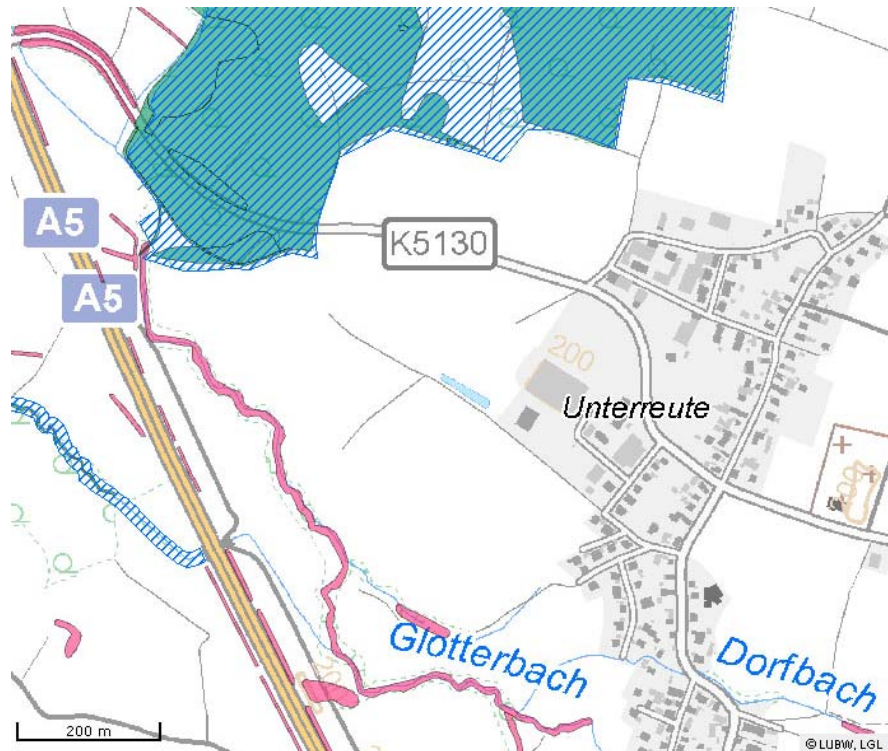 A5
K5130
A5
200
Unterreute
Glotterbach
Dorfbach
200 m
© LUBW, LGL